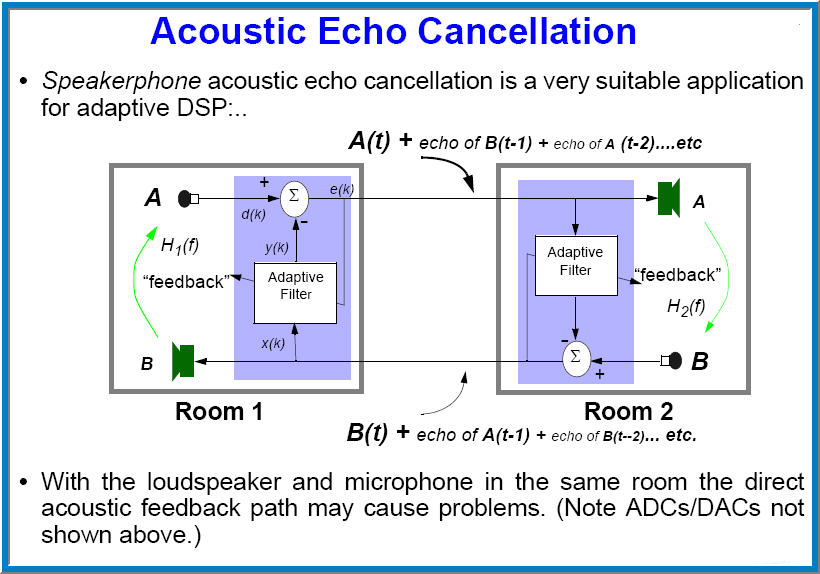 Acoustic Echo Cancellation
• Speakerphone acoustic echo cancellation is a very suitable application
for adaptive DSP:..
A(t) + echo of B(t-1) + echo of A (t-2)....etc
A
+
Σ
e(k)
d(k)
-
H1(f)
y(k)
"feedback"
Adaptive
Filter
x(k)
B
Room 1
A
Adaptive
Filter
"feedback"
H2(f)
-
Σ
+
B
Room 2
B(t) + echo of A(t-1) + echo of B(t--2)... etc.
• With the loudspeaker and microphone in the same room the direct
acoustic feedback path may cause problems. (Note ADCs/DACs not
shown above.)